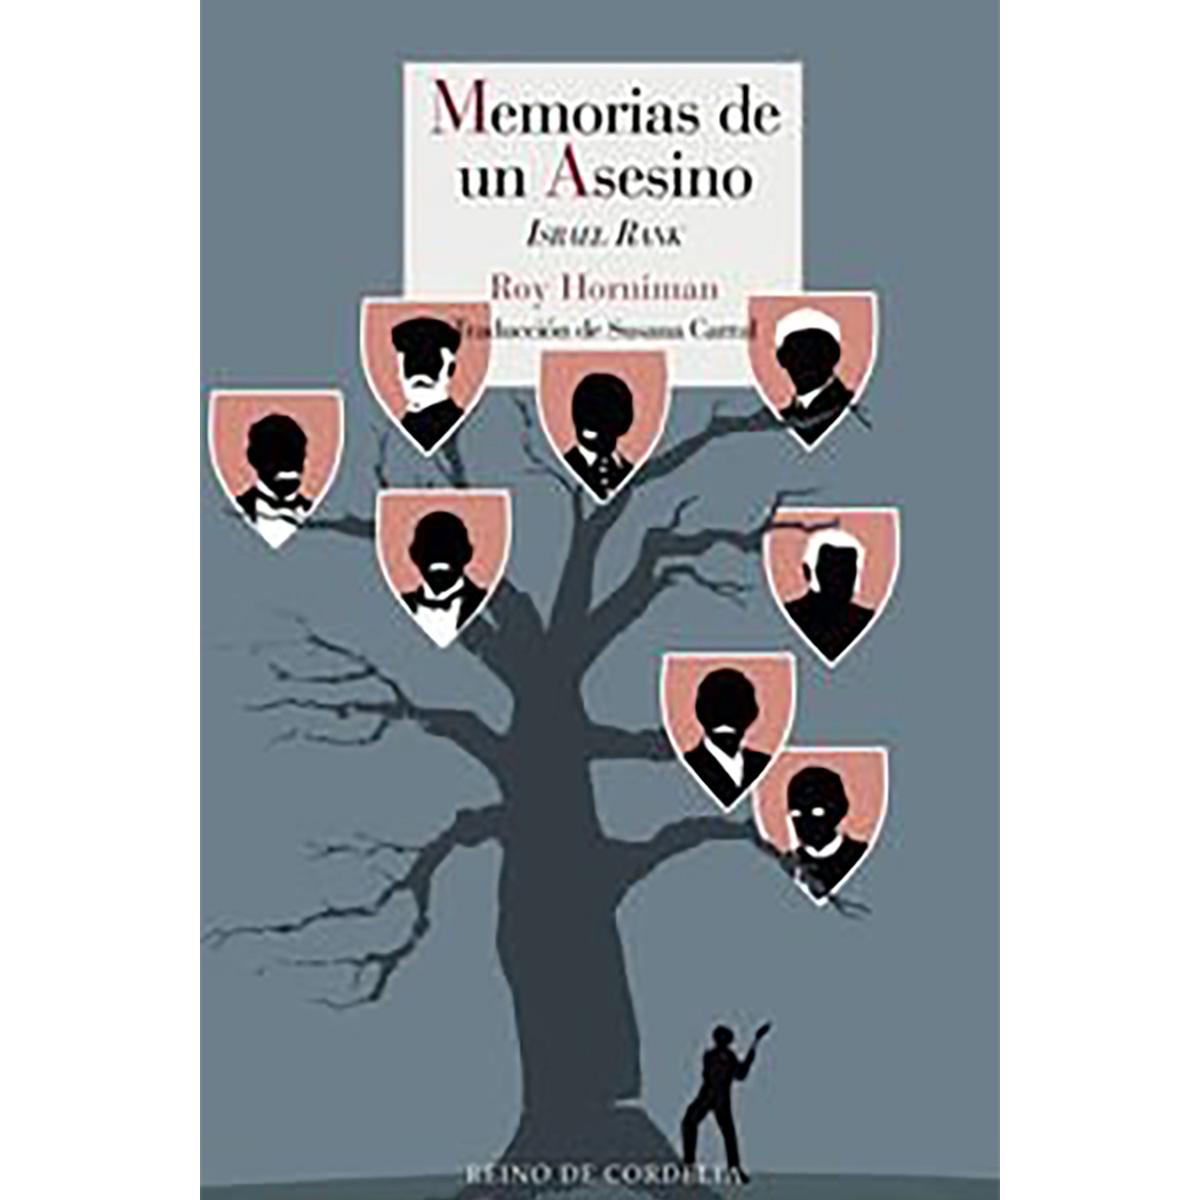 Memorias de
un Asesino
Israel Rank
Roy Horniman
Traducción de Susana Carral
REINO DE CORDELIA